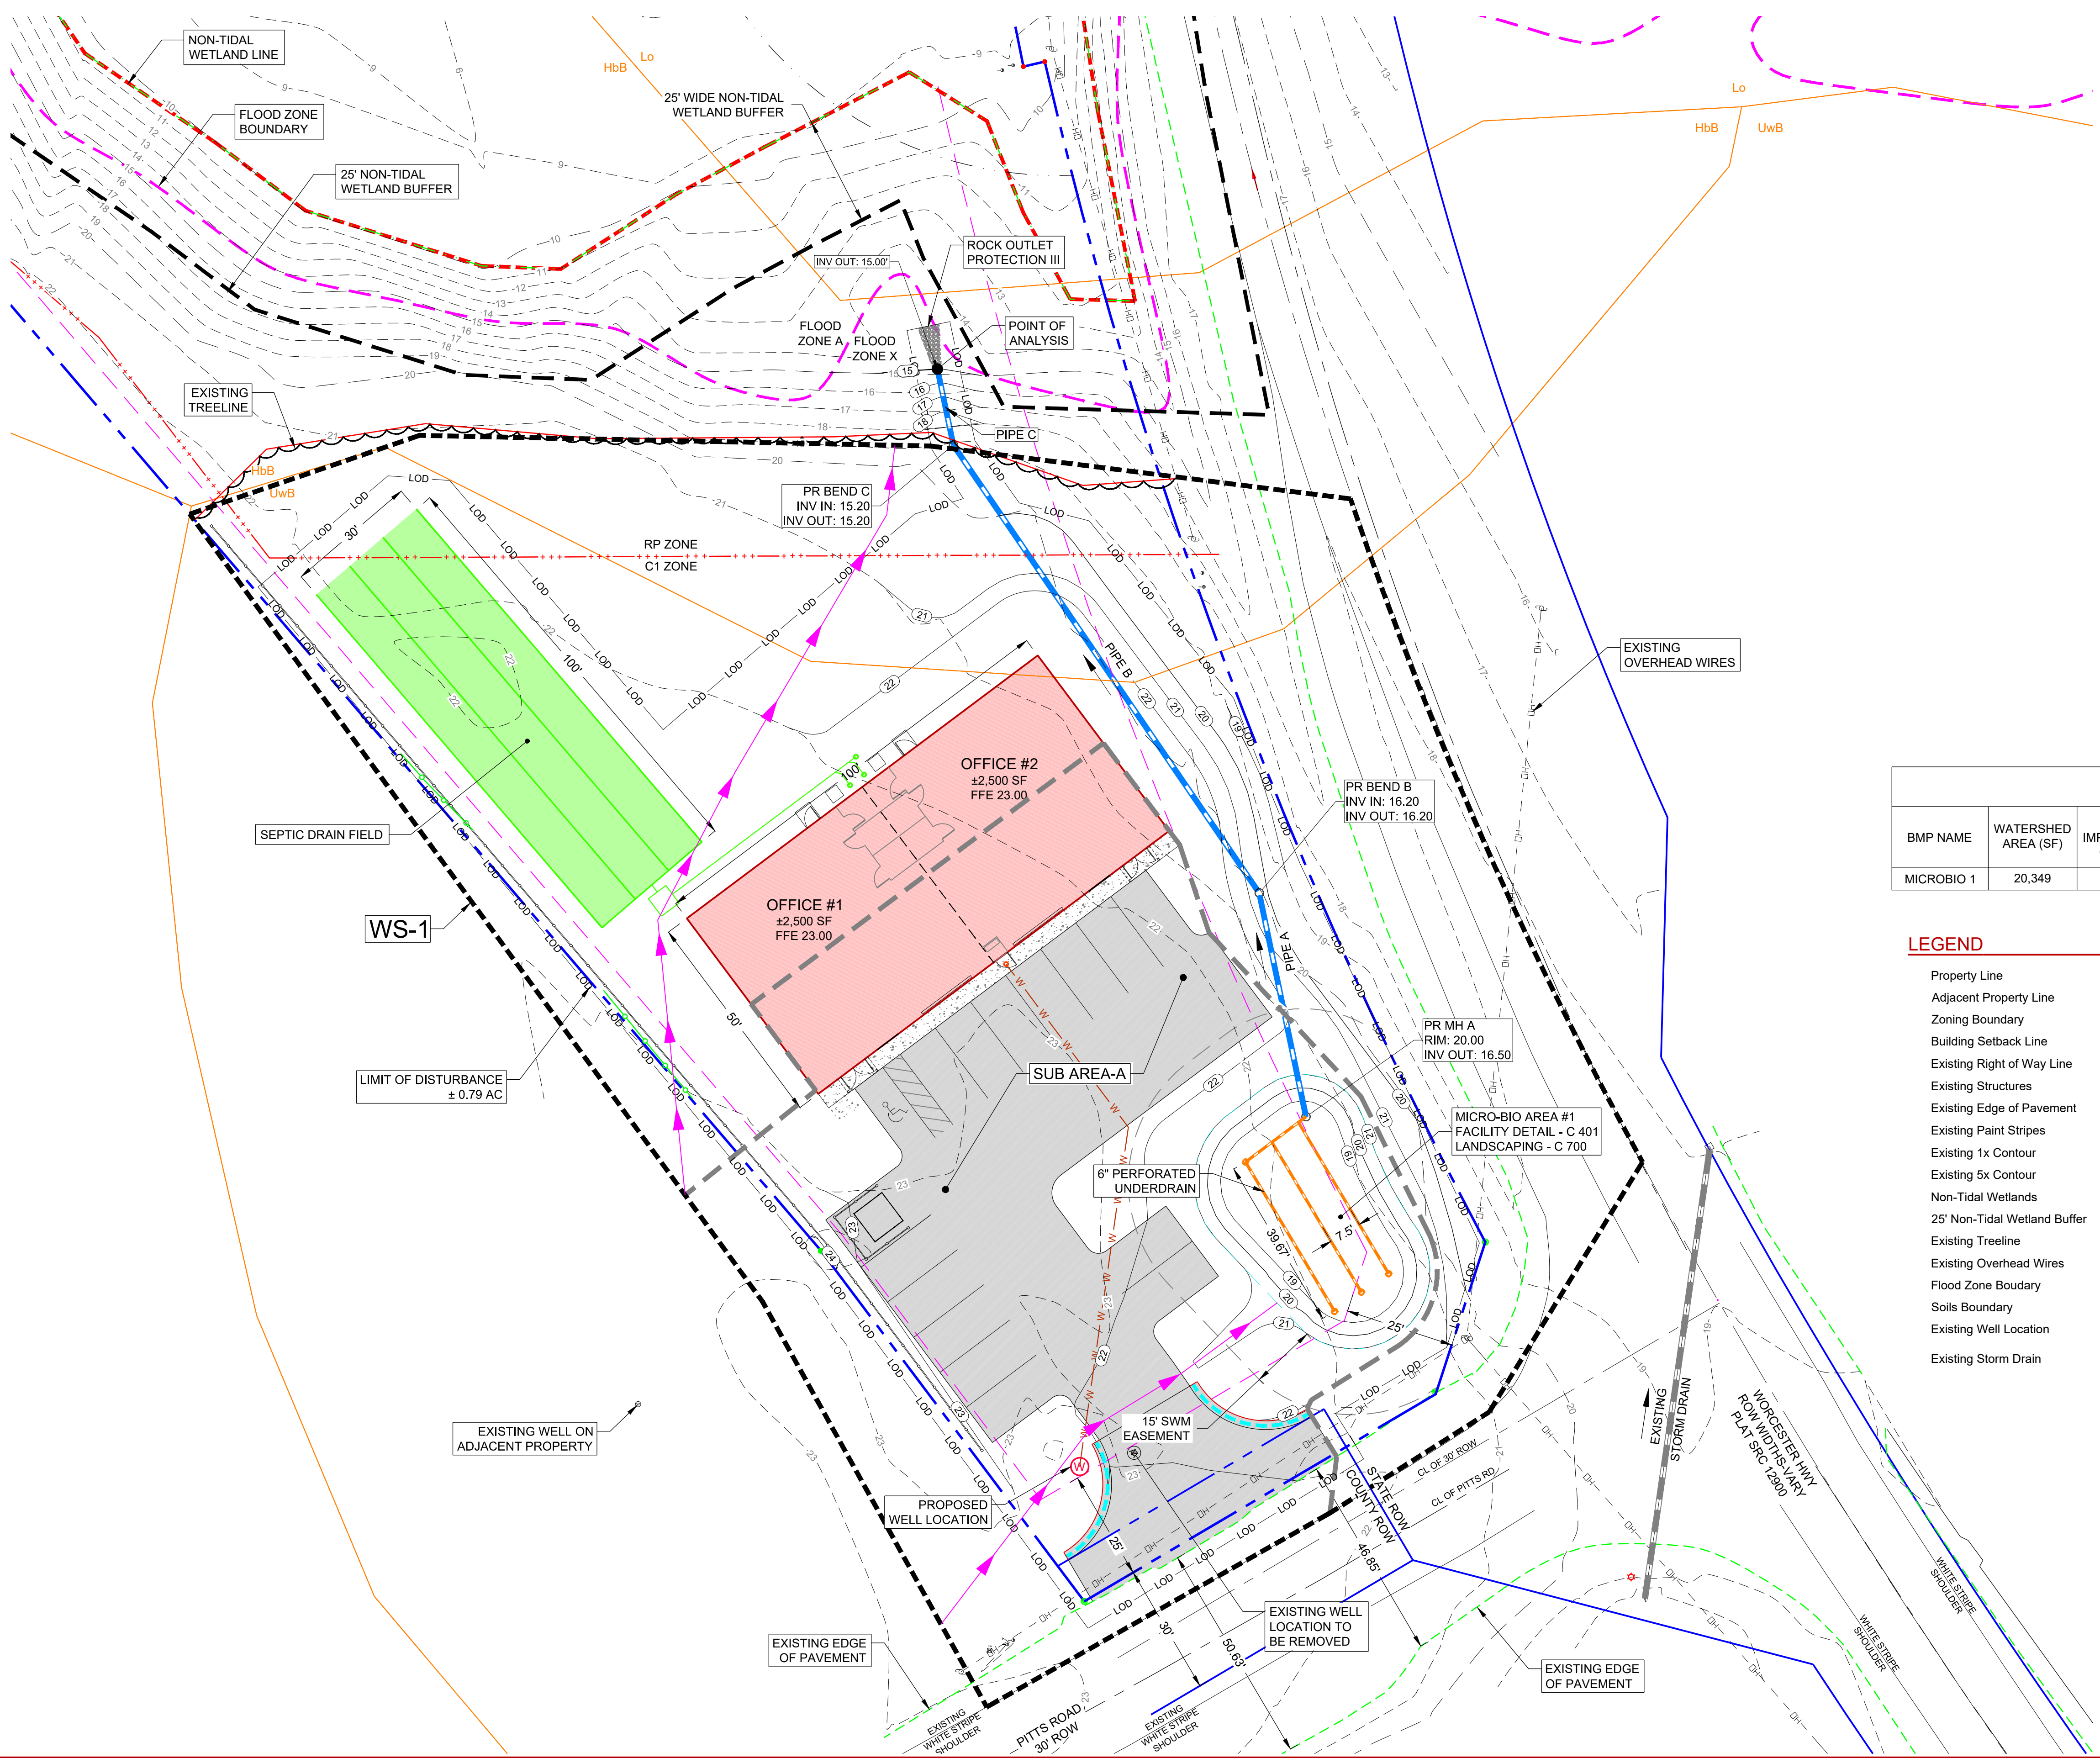 NON-TIDAL
WETLAND LINE
FLOOD ZONE
BOUNDARY
25' NON-TIDAL
WETLAND BUFFER
25' WIDE NON-TIDAL
WETLAND BUFFER
HbB
Lo
Lo
HbB
UwB
INV OUT: 15.00'
ROCK OUTLET
PROTECTION III
FLOOD
ZONE A
FLOOD
ZONE X
POINT OF
ANALYSIS
EXISTING
TREELINE
PIPE C
HbB
UwB
PR BEND C
INV IN: 15.20
INV OUT: 15.20
30'
RP ZONE
C1 ZONE
100'
PIPE B
EXISTING
OVERHEAD WIRES
SEPTIC DRAIN FIELD
100'
OFFICE #2
±2,500 SF
FFE 23.00
PR BEND B
INV IN: 16.20
INV OUT: 16.20
BMP NAME
WATERSHED
AREA (SF)
MICROBIO 1
20,349
WS-1
OFFICE #1
±2,500 SF
FFE 23.00
50'
PIPE A
LEGEND
Property Line
Adjacent Property Line
Zoning Boundary
Building Setback Line
Existing Right of Way Line
Existing Structures
Existing Edge of Pavement
Existing Paint Stripes
Existing 1x Contour
Existing 5x Contour
Non-Tidal Wetlands
25' Non-Tidal Wetland Buffer
Existing Treeline
Existing Overhead Wires
Flood Zone Boudary
Soils Boundary
Existing Well Location
Existing Storm Drain
LIMIT OF DISTURBANCE
± 0.79 AC
SUB AREA-A
PR MH A
RIM: 20.00
INV OUT: 16.50
MICRO-BIO AREA #1
FACILITY DETAIL - C 401
LANDSCAPING - C 700
6" PERFORATED
UNDERDRAIN
39.67'
7.5'
25'
EXISTING WELL ON
ADJACENT PROPERTY
15' SWM
EASEMENT
PROPOSED
WELL LOCATION
W
25'
STATE ROW
COUNTY ROW
CL OF 30' ROW
CL OF PITTS RD
46.85'
EXISTING
STORM DRAIN
WORCESTER HWY
ROW WIDTHS-VARY
PLAT SRC 12900
30'
50.63'
EXISTING WELL
LOCATION TO
BE REMOVED
EXISTING EDGE
OF PAVEMENT
EXISTING EDGE
OF PAVEMENT
EXISTING
WHITE STRIPE
SHOULDER
PITTS ROAD
30' ROW
EXISTING
WHITE STRIPE
SHOULDER
WHITE STRIPE
SHOULDER
WHITE STRIPE
SHOULDER